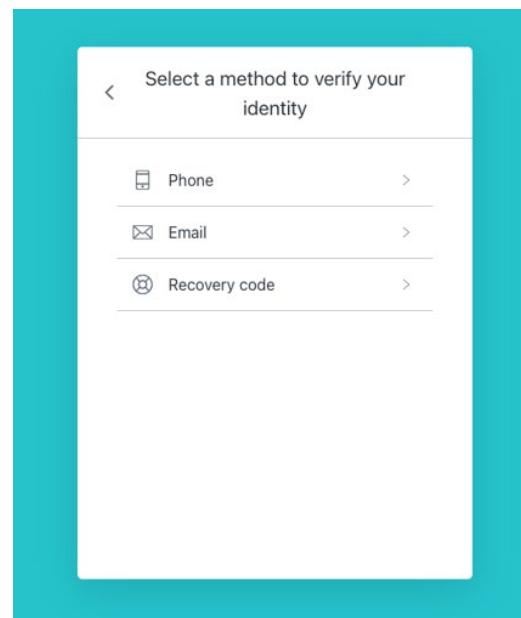 Select a method to verify your
identity
Phone
Email
Recovery code